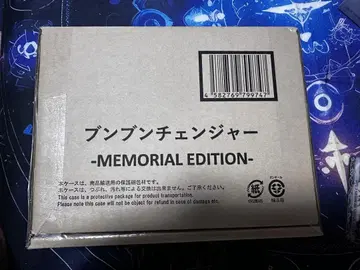 4 582769 799747
ブンブンチェンジャー
-MEMORIAL EDITION-
本ケースは、商品輸送用の保護梱包材です。
本ケースは、つぶれ、汚れ等による交換は出来ません。ご了承ください。
This case is a protective package for product transportation.
Please note this case will not be object for refund in case of damage etc.
紙